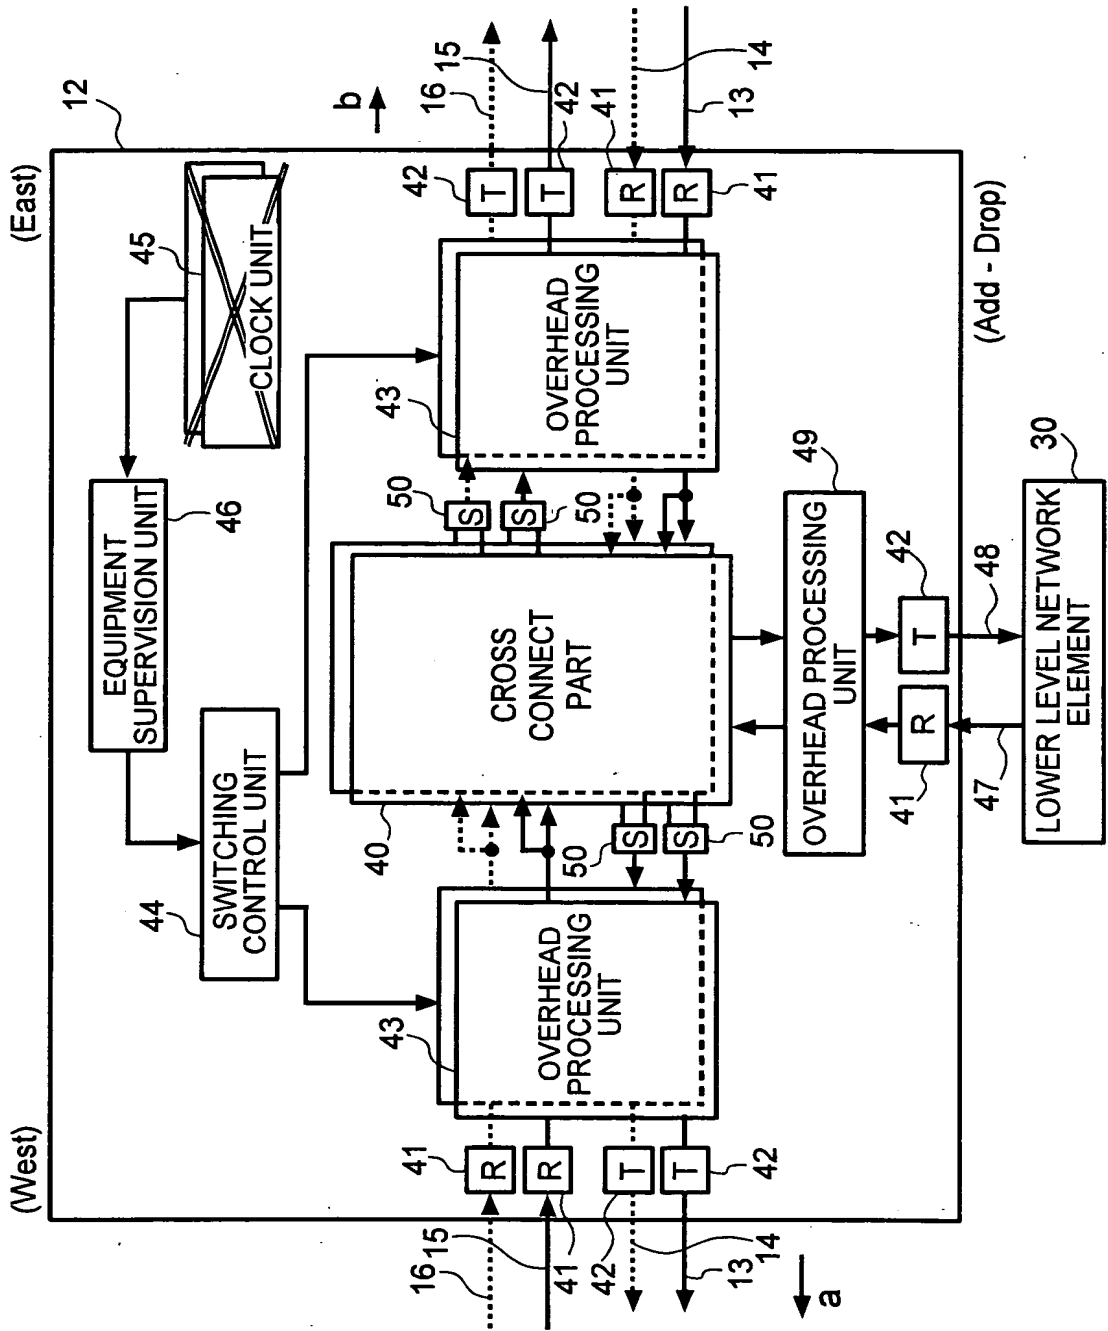 (West)
(East)
12
45
CLOCK UNIT
EQUIPMENT
SUPERVISION UNIT
46
SWITCHING
CONTROL UNIT
44
b
16
15
42
T
42
T
41
R
14
R
41
13
43
OVERHEAD
PROCESSING
UNIT
50
S
S
50
40
CROSS
CONNECT
PART
50
S
S
50
43
OVERHEAD
PROCESSING
UNIT
41
R
R
41
16
15
T
42
T
42
14
13
a
49
OVERHEAD PROCESSING
UNIT
41
R
T
42
47
48
(Add - Drop)
30
LOWER LEVEL NETWORK
ELEMENT